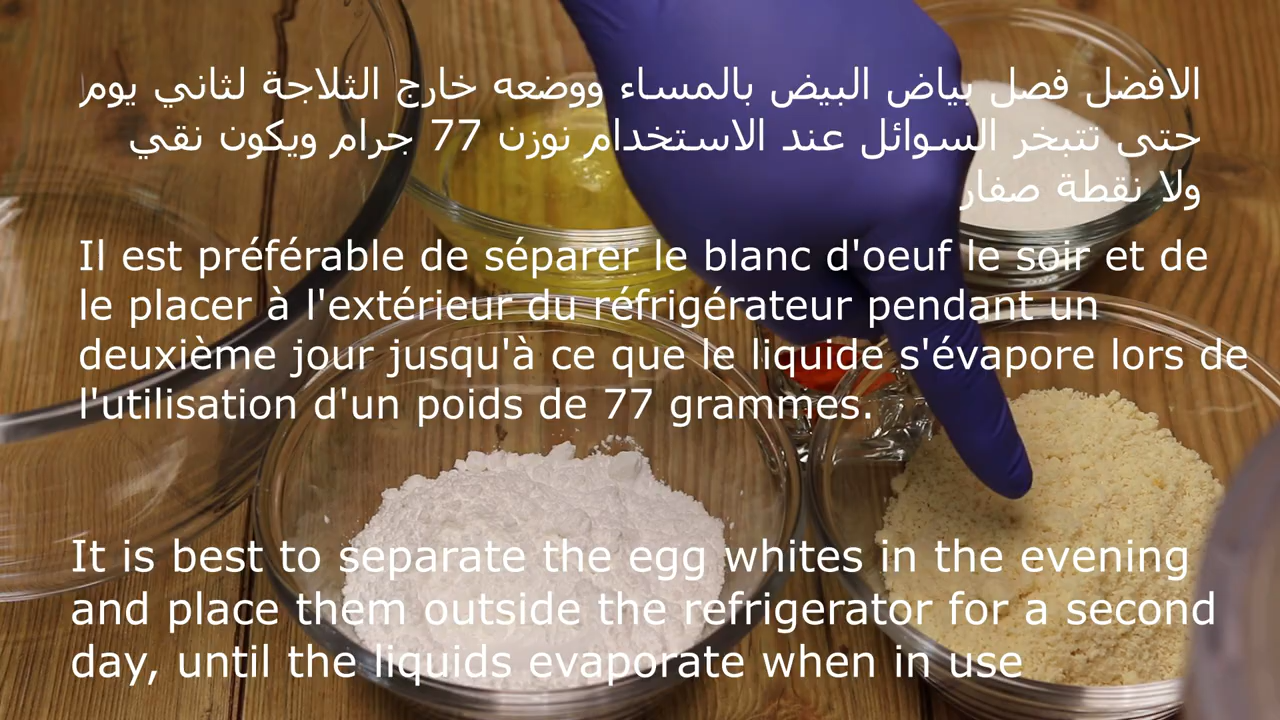 الافضل فصل بياض البيض بالمساء ووضعه خارج الثلاجة لثاني يوم
حتى تتبخر السوائل عند الاستخدام نوزن 77 جرام ويكون نقي
ولا نقطة صفار
Il est préférable de séparer le blanc d'oeuf le soir et de
le placer à l'extérieur du réfrigérateur pendant un
deuxième jour jusqu'à ce que le liquide s'évapore lors de
l'utilisation d'un poids de 77 grammes.
It is best to separate the egg whites in the evening
and place them outside the refrigerator for a second
day, until the liquids evaporate when in use